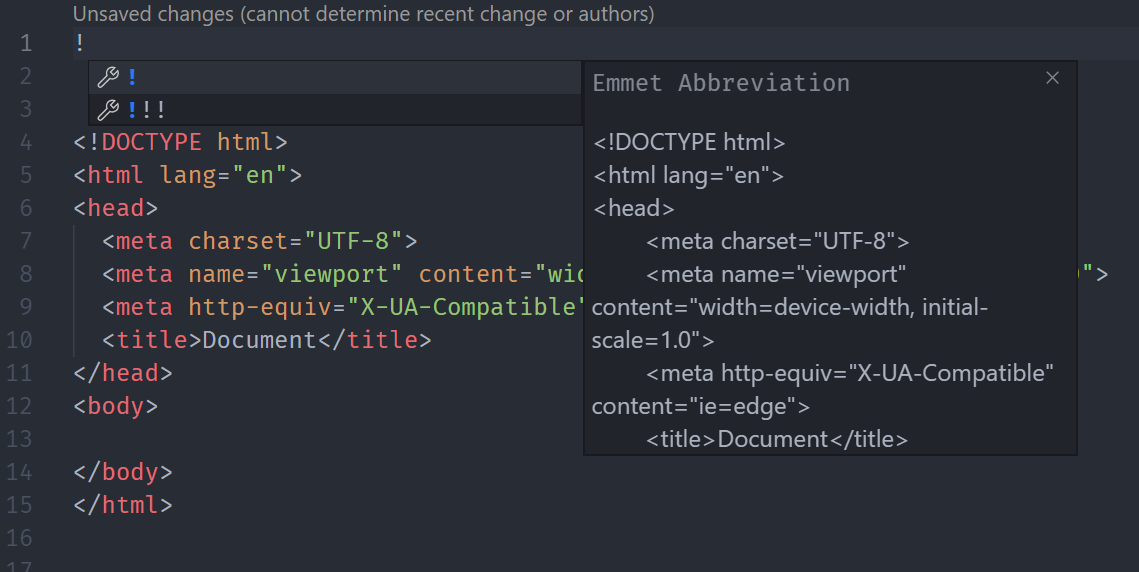 Unsaved changes (cannot determine recent change or authors)
1 !
2
3
!
!!!
4 <!DOCTYPE html>
5 <html lang="en">
6 <head>
7 <meta charset="UTF-8">
8 <meta name="viewport" content="wid ">
9 <meta http-equiv="X-UA-Compatible"
10 <title>Document</title>
11 </head>
12 <body>
13
14 </body>
15 </html>
16
17
Emmet Abbreviation
<!DOCTYPE html>
<html lang="en">
<head>
<meta charset="UTF-8">
<meta name="viewport"
content="width=device-width, initial-
scale=1.0">
<meta http-equiv="X-UA-Compatible"
content="ie=edge">
<title>Document</title>